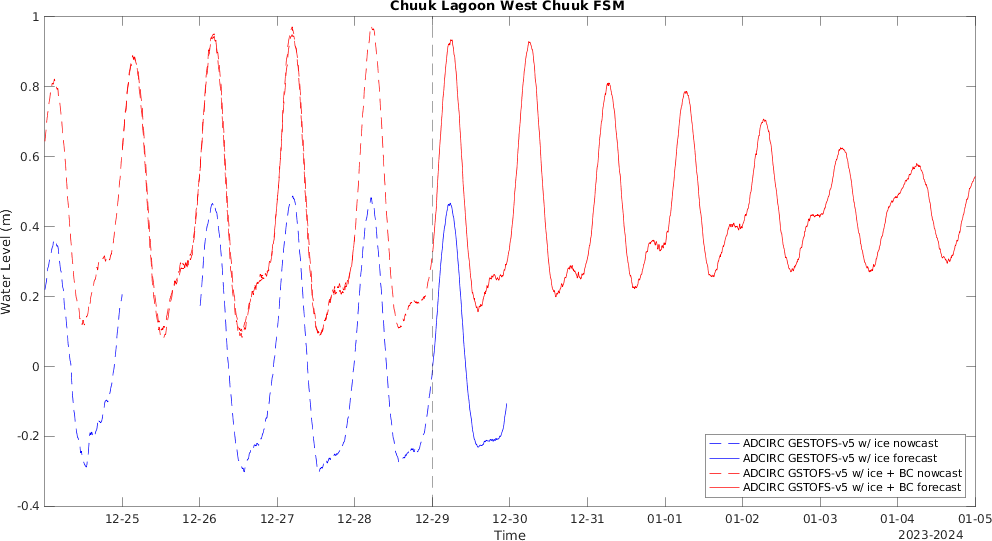 Chuuk Lagoon West Chuuk FSM
1
0.8
0.6
0.4
0.2
0
-0.2
-0.4
Water Level (m)
12-25 12-26 12-27 12-28 12-29 12-30 12-31 01-01 01-02 01-03 01-04 01-05
Time
2023-2024
ADCIRC GESTOFS-v5 w/ ice nowcast
ADCIRC GESTOFS-v5 w/ ice forecast
ADCIRC GSTOFS-v5 w/ ice + BC nowcast
ADCIRC GSTOFS-v5 w/ ice + BC forecast